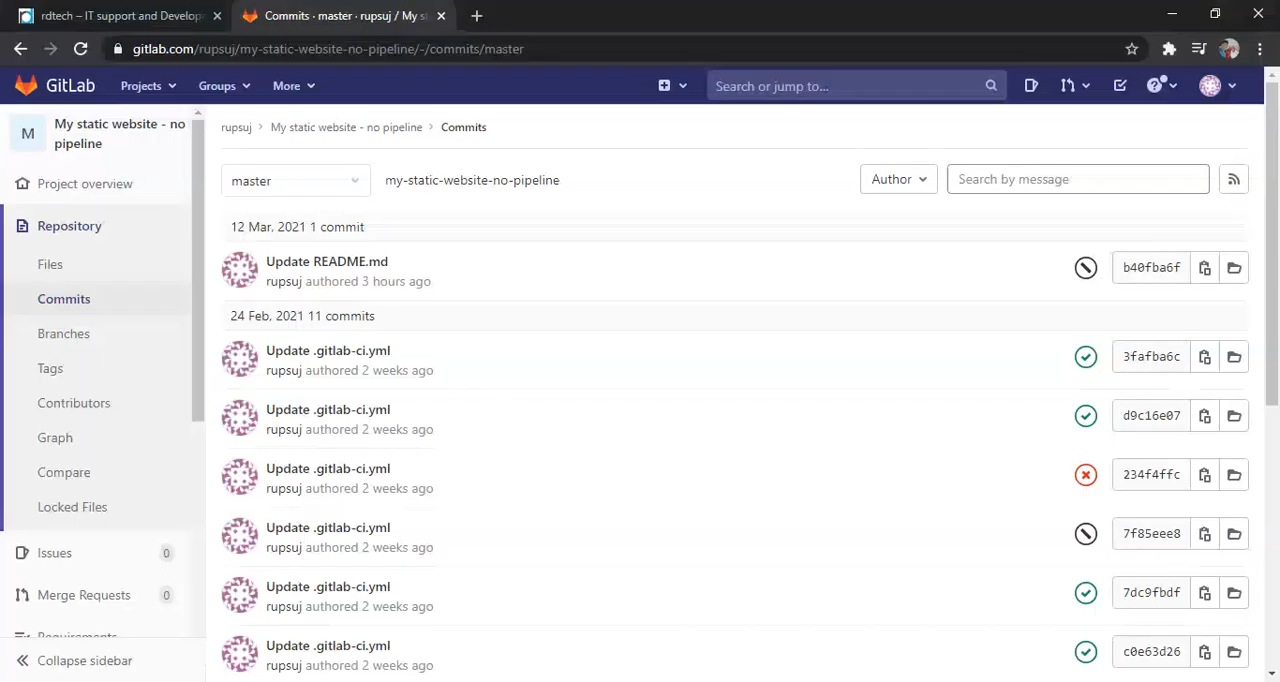 rdtech – IT support and Develop
Commits · master · rupsuj / My s
gitlab.com/rupsuj/my-static-website-no-pipeline/-/commits/master
GitLab
Projects
Groups
More
Search or jump to...
M
My static website - no
pipeline
Project overview
Repository
Files
Commits
Branches
Tags
Contributors
Graph
Compare
Locked Files
Issues
0
Merge Requests
0
Requirements
Collapse sidebar
rupsuj > My static website - no pipeline > Commits
master
my-static-website-no-pipeline
Author
Search by message
12 Mar, 2021 1 commit
Update README.md
rupsuj authored 3 hours ago
b40fba6f
24 Feb, 2021 11 commits
Update .gitlab-ci.yml
rupsuj authored 2 weeks ago
3fafba6c
Update .gitlab-ci.yml
rupsuj authored 2 weeks ago
d9c16e07
Update .gitlab-ci.yml
rupsuj authored 2 weeks ago
234f4ffc
Update .gitlab-ci.yml
rupsuj authored 2 weeks ago
7f85eee8
Update .gitlab-ci.yml
rupsuj authored 2 weeks ago
7dc9fbdf
Update .gitlab-ci.yml
rupsuj authored 2 weeks ago
c0e63d26